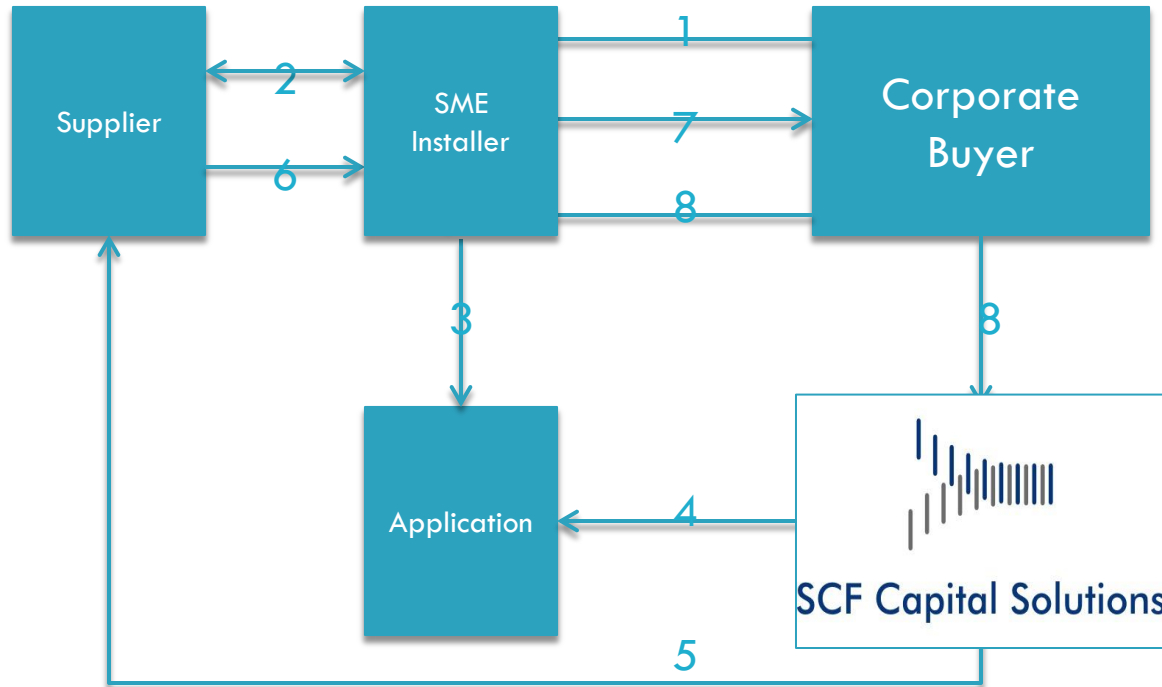 1
2
Supplier
SME
Installer
Corporate
Buyer
7
6
8
3
8
4
Application
SCF Capital Solutions
5